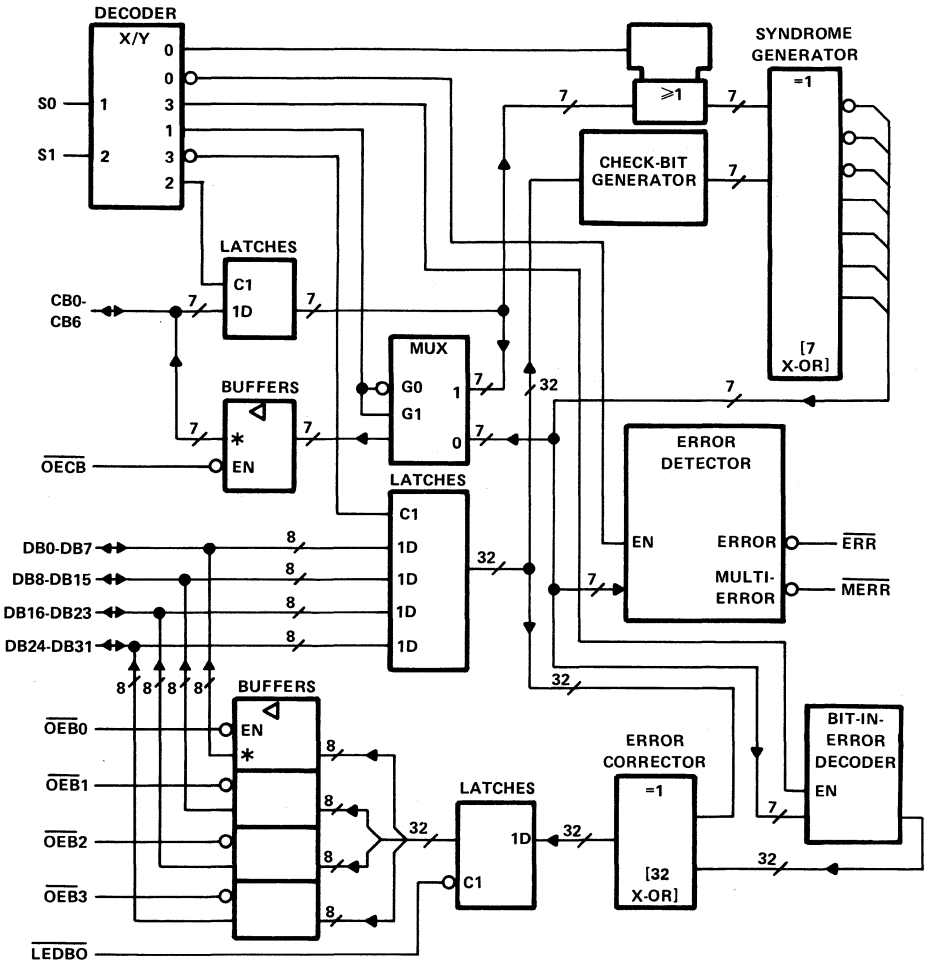 DECODER
X/Y
0
0
3
1
3
2
S0
1
S1
2
≥1
7
7
SYNDROME
GENERATOR
=1
[7
X-OR]
CHECK-BIT
GENERATOR
7
LATCHES
C1
1D
CB0-
CB6
7
7
MUX
G0
G1
1
0
7
7
32
7
BUFFERS
*
EN
7
7
OECB
ERROR
DETECTOR
EN
ERROR
MULTI-
ERROR
7
ERR
MERR
LATCHES
C1
1D
1D
1D
1D
32
DB0-DB7
8
DB8-DB15
8
DB16-DB23
8
DB24-DB31
8
8
8
8
8
32
BUFFERS
EN
*
8
8
8
8
OEB0
OEB1
OEB2
OEB3
LEDBO
32
LATCHES
1D
C1
32
ERROR
CORRECTOR
=1
[32
X-OR]
BIT-IN-
ERROR
DECODER
EN
7
32